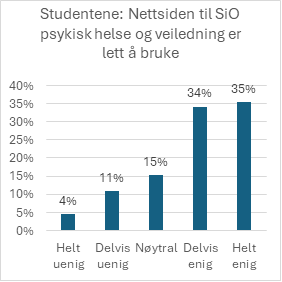 Studentene: Nettsiden til SiO
psykisk helse og veiledning er
lett å bruke
40%
35%
30%
25%
20%
15%
10%
5%
0%
4%
11%
15%
34%
35%
Helt
uenig
Delvis
uenig
Nøytral
Delvis
enig
Helt
enig